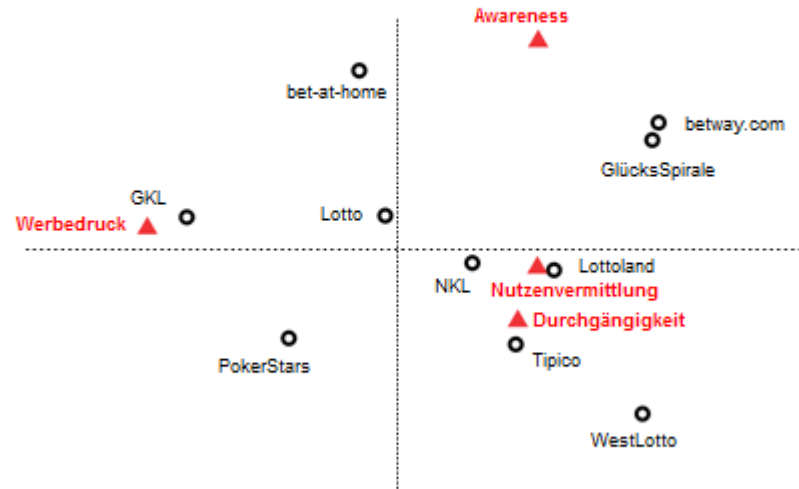 Awareness
bet-at-home
betway.com
GlücksSpirale
GKL
Lotto
Werbedruck
Lottoland
NKL
Nutzenvermittlung
Durchgängigkeit
PokerStars
Tipico
WestLotto